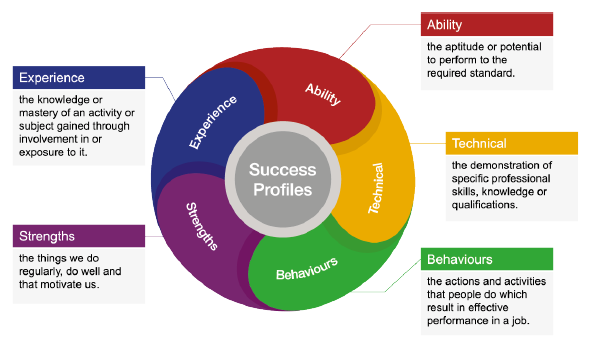 Ability
the aptitude or potential
to perform to the
required standard.
Experience
the knowledge or
mastery of an activity or
subject gained through
involvement in or
exposure to it.
Technical
the demonstration of
specific professional
skills, knowledge or
qualifications.
Strengths
the things we do
regularly, do well and
that motivate us.
Behaviours
the actions and activities
that people do which
result in effective
performance in a job.
Success
Profiles
Ability
Technical
Behaviours
Strengths
Experience